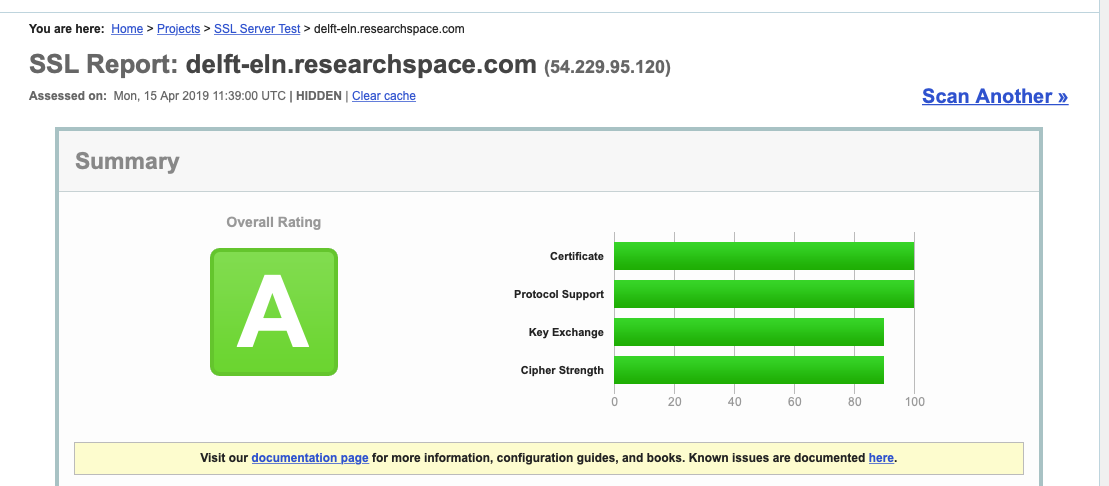 You are here: Home > Projects > SSL Server Test > delft-eln.researchspace.com
SSL Report: delft-eln.researchspace.com (54.229.95.120)
Assessed on: Mon, 15 Apr 2019 11:39:00 UTC | HIDDEN | Clear cache
Scan Another »
Summary
Overall Rating
A
Certificate
Protocol Support
Key Exchange
Cipher Strength
0 20 40 60 80 100
Visit our documentation page for more information, configuration guides, and books. Known issues are documented here.